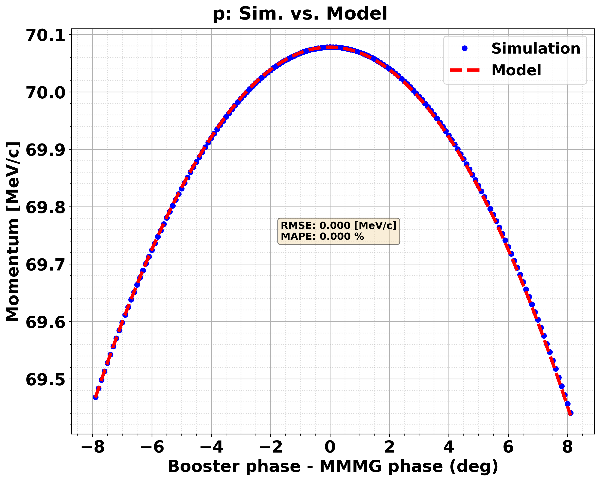 p: Sim. vs. Model
Momentum [MeV/c]
70.1
70.0
69.9
69.8
69.7
69.6
69.5
Simulation
Model
RMSE: 0.000 [MeV/c]
MAPE: 0.000 %
−8 −6 −4 −2 0 2 4 6 8
Booster phase - MMMG phase (deg)